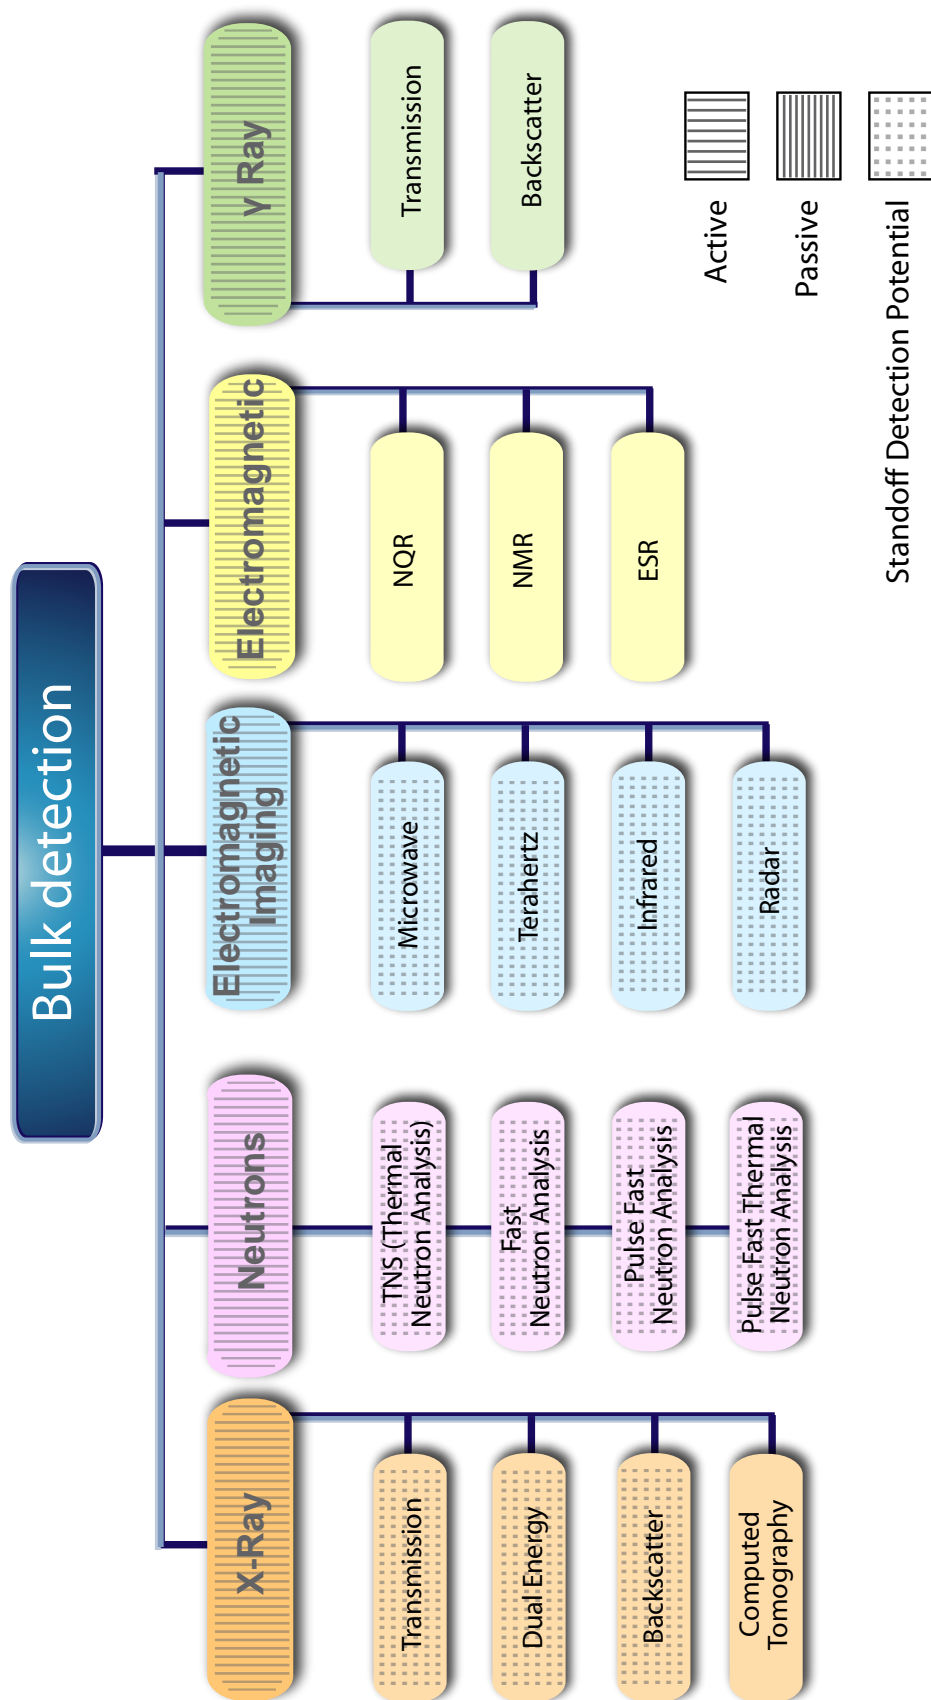 Bulk detection
X-Ray
Transmission
Dual Energy
Backscatter
Computed
Tomography
Neutrons
TNS (Thermal
Neutron Analysis)
Fast
Neutron Analysis
Pulse Fast
Neutron Analysis
Pulse Fast Thermal
Neutron Analysis
Electromagnetic
Imaging
Microwave
Terahertz
Infrared
Radar
Electromagnetic
NQR
NMR
ESR
γ Ray
Transmission
Backscatter
Active
Passive
Standoff Detection Potential